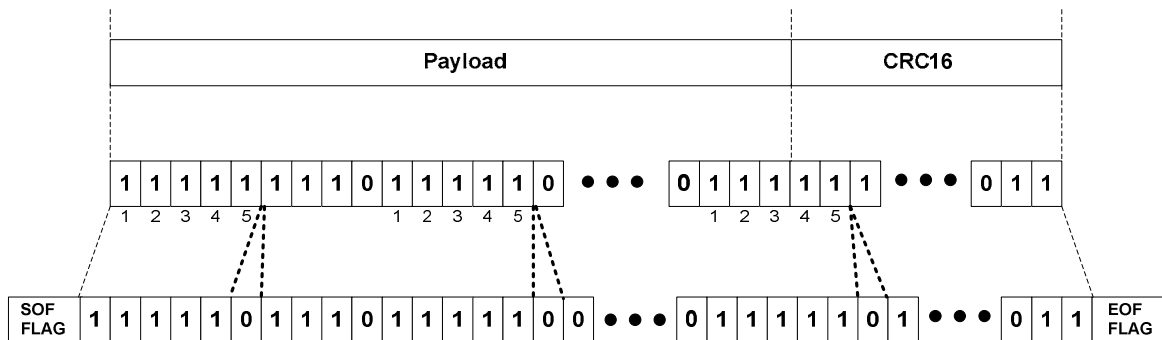 Payload CRC16
1 1 1 1 1 1 1 1 0 1 1 1 1 1 0 ●●● 0 1 1 1 1 1 1 ●●● 0 1 1
1 2 3 4 5 1 2 3 4 5 1 2 3 4 5
SOF
FLAG
1 1 1 1 1 0 1 1 1 0 1 1 1 1 1 0 0 ●●● 0 1 1 1 1 1 0 1 ●●● 0 1 1
EOF
FLAG